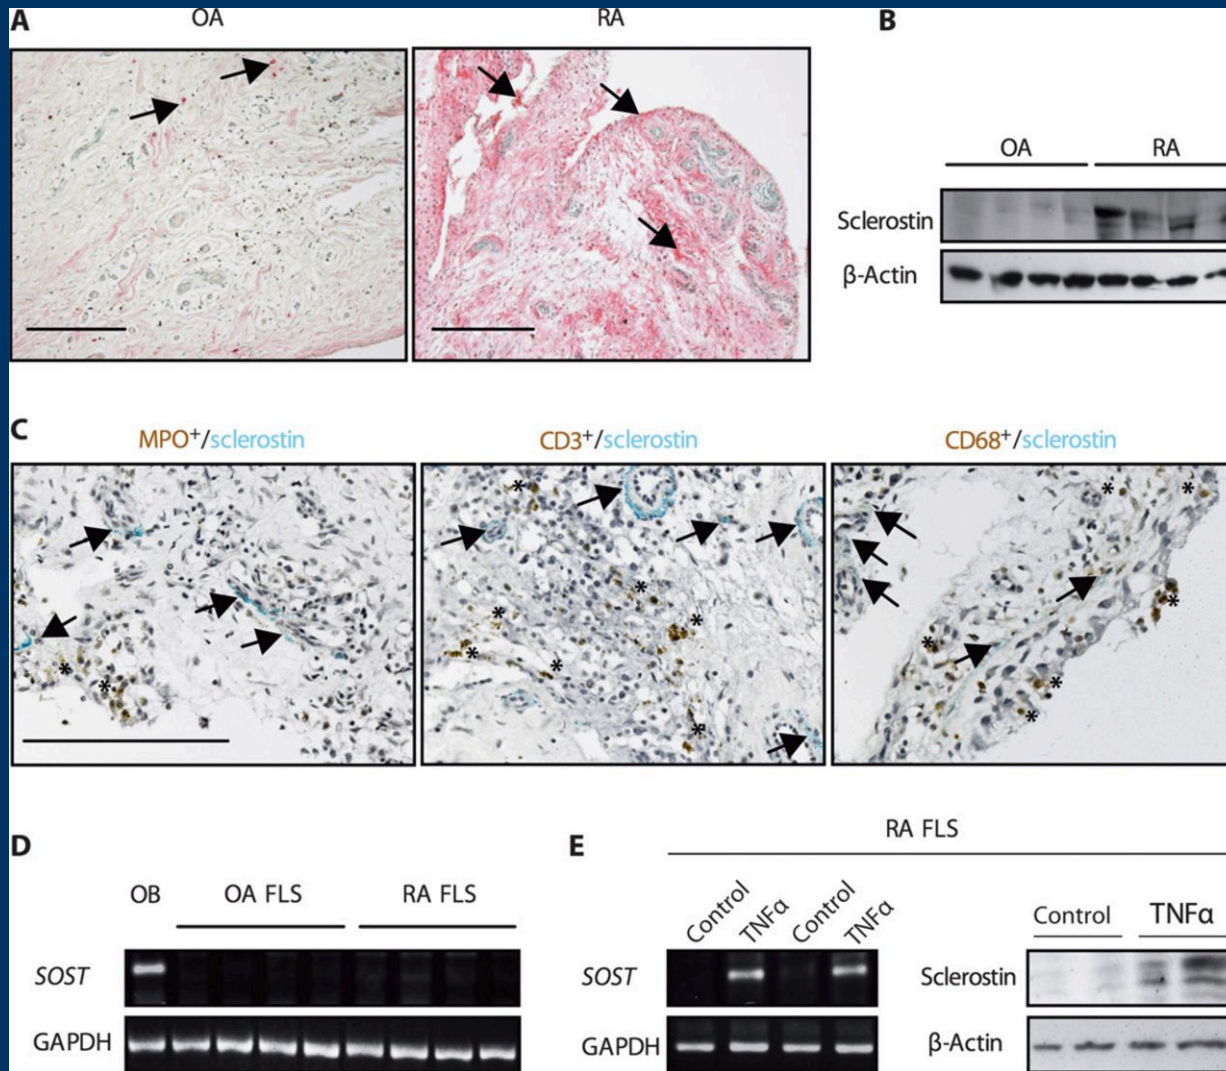 A
OA
RA
B
OA
RA
Sclerostin
β-Actin
C
MPO+/sclerostin
CD3+/sclerostin
CD68+/sclerostin
* * *
* * * * * * *
* * * * * *
D
OB
OA FLS
RA FLS
SOST
GAPDH
E
RA FLS
Control
TNFα
Control
TNFα
SOST
GAPDH
Control
TNFα
Sclerostin
β-Actin